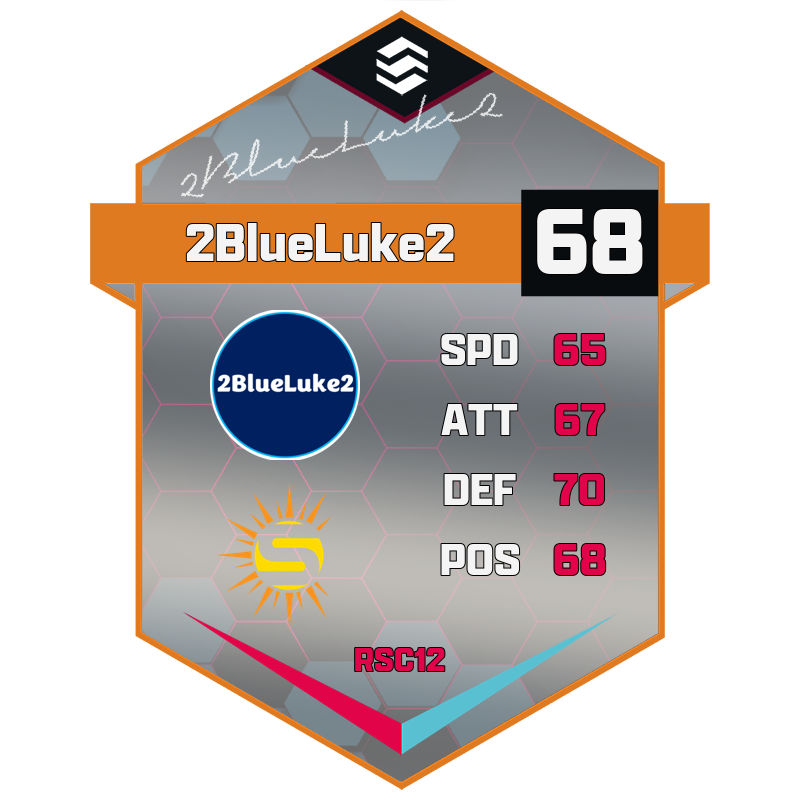 2BlueLuke2
2BlueLuke2
68
2BlueLuke2
SPD 65
ATT 67
DEF 70
POS 68
RSC12